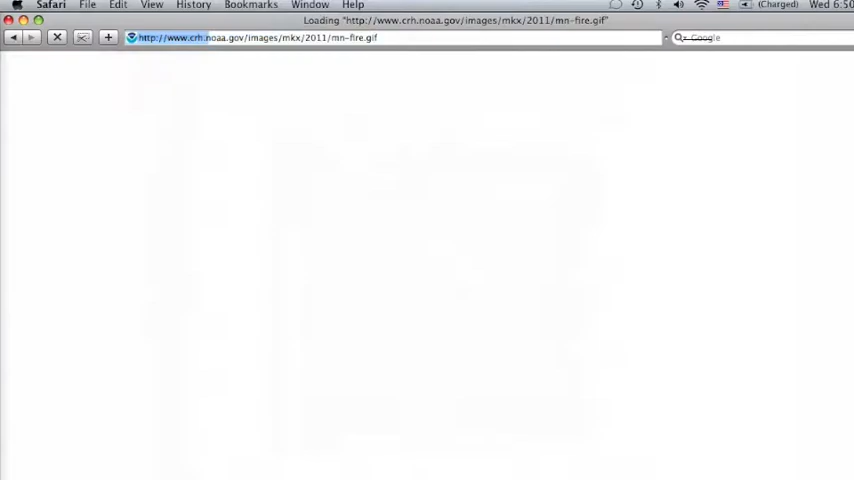 Safari File Edit View History Bookmarks Window Help (Charged) Wed 6:50
Loading "http://www.crh.noaa.gov/images/mkx/2011/mn-fire.gif"
http://www.crh.noaa.gov/images/mkx/2011/mn-fire.gif Google